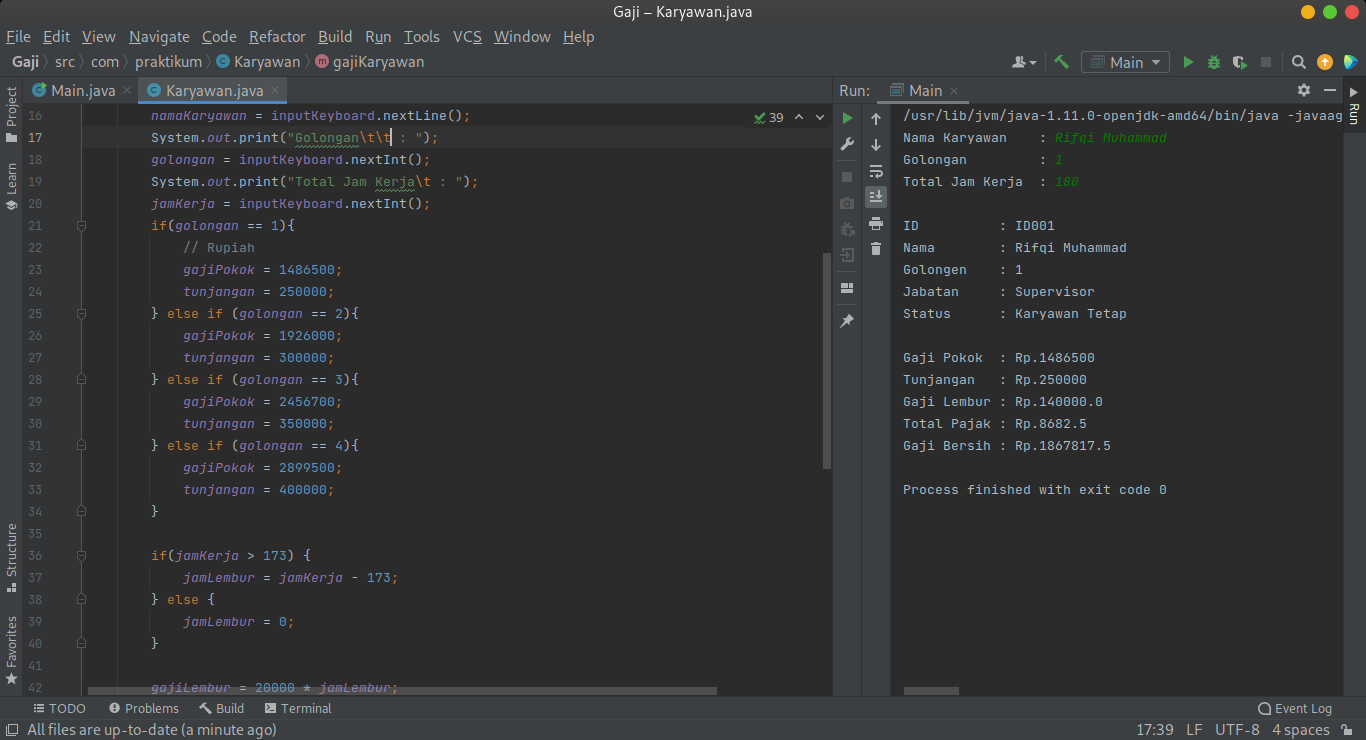 Gaji – Karyawan.java
File Edit View Navigate Code Refactor Build Run Tools VCS Window Help
Gaji src com praktikum Karyawan gajiKaryawan Main
Project Main.java Karyawan.java Run: Main
Learn
Structure
Favorites
Run
39
16 namaKaryawan = inputKeyboard.nextLine();
17 System.out.print("Golongan\t\t : ");
18 golongan = inputKeyboard.nextInt();
19 System.out.print("Total Jam Kerja\t : ");
20 jamKerja = inputKeyboard.nextInt();
21 if(golongan == 1){
22 // Rupiah
23 gajiPokok = 1486500;
24 tunjangan = 250000;
25 } else if (golongan == 2){
26 gajiPokok = 1926000;
27 tunjangan = 300000;
28 } else if (golongan == 3){
29 gajiPokok = 2456700;
30 tunjangan = 350000;
31 } else if (golongan == 4){
32 gajiPokok = 2899500;
33 tunjangan = 400000;
34 }
35
36 if(jamKerja > 173) {
37 jamLembur = jamKerja - 173;
38 } else {
39 jamLembur = 0;
40 }
41
42 gajiLembur = 20000 * jamLembur;
/usr/lib/jvm/java-1.11.0-openjdk-amd64/bin/java -javaag
Nama Karyawan : Rifqi Muhammad
Golongan : 1
Total Jam Kerja : 180
ID : ID001
Nama : Rifqi Muhammad
Golongen : 1
Jabatan : Supervisor
Status : Karyawan Tetap
Gaji Pokok : Rp.1486500
Tunjangan : Rp.250000
Gaji Lembur : Rp.140000.0
Total Pajak : Rp.8682.5
Gaji Bersih : Rp.1867817.5
Process finished with exit code 0
TODO Problems Build Terminal Event Log
All files are up-to-date (a minute ago) 17:39 LF UTF-8 4 spaces